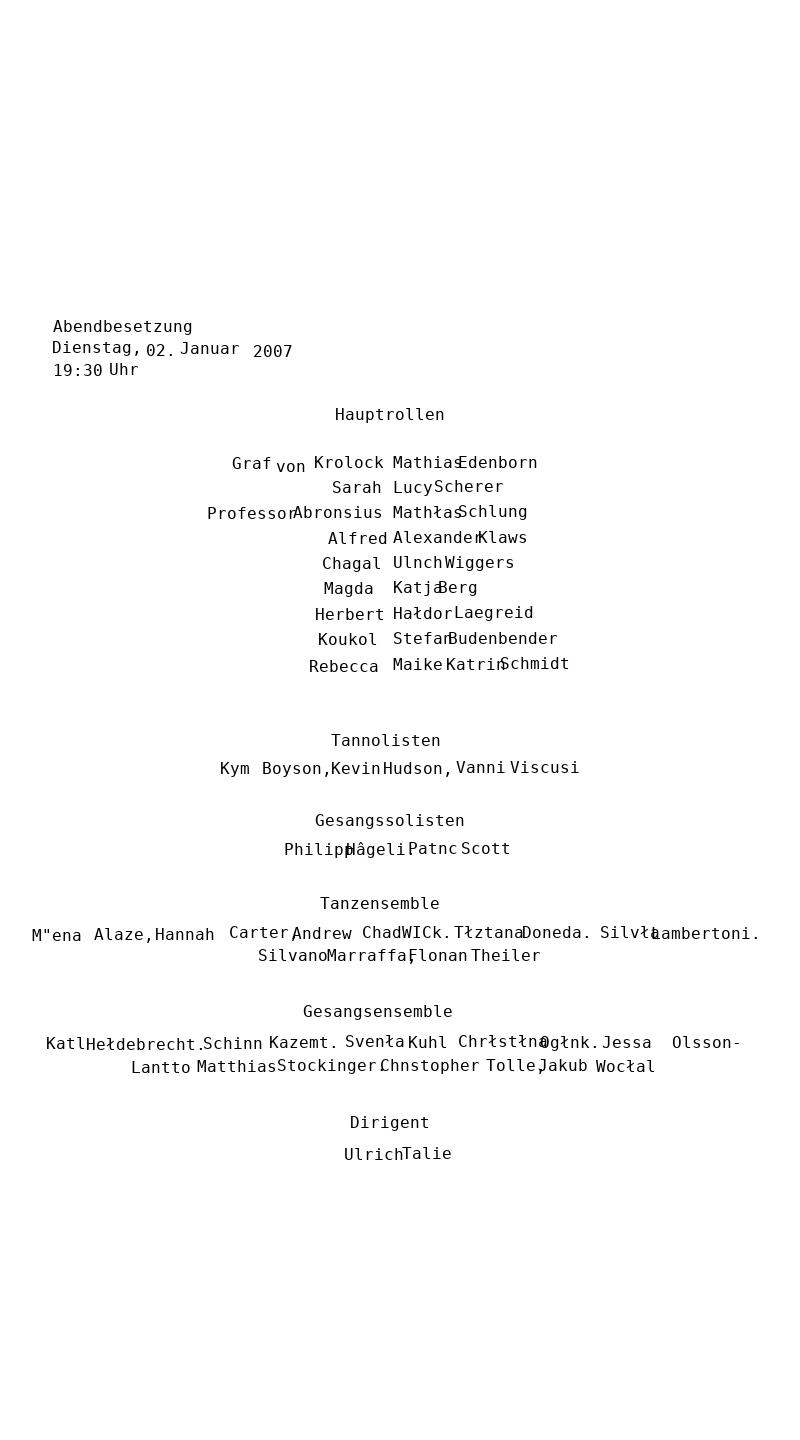 Abendbesetzung
Dienstag, 02. Januar 2007
19:30 Uhr
Hauptrollen
Graf von Krolock Mathias Edenborn
Sarah Lucy Scherer
Professor Abronsius Mathłas Schlung
Alfred Alexander Klaws
Chagal Ulnch Wiggers
Magda Katja Berg
Herbert Hałdor Laegreid
Koukol Stefan Budenbender
Rebecca Maike Katrin Schmidt
Tannolisten
Kym Boyson, Kevin Hudson, Vanni Viscusi
Gesangssolisten
Philipp Hâgeli. Patnc Scott
Tanzensemble
M"ena Alaze, Hannah Carter, Andrew Chad WICk. Tłztana Doneda. Silvła Lambertoni.
Silvano Marraffa, Flonan Theiler
Gesangsensemble
Katl Hełdebrecht. Schinn Kazemt. Svenła Kuhl Chrłstłna Ogłnk. Jessa Olsson-
Lantto Matthias Stockinger. Chnstopher Tolle, Jakub Wocłal
Dirigent
Ulrich Talie